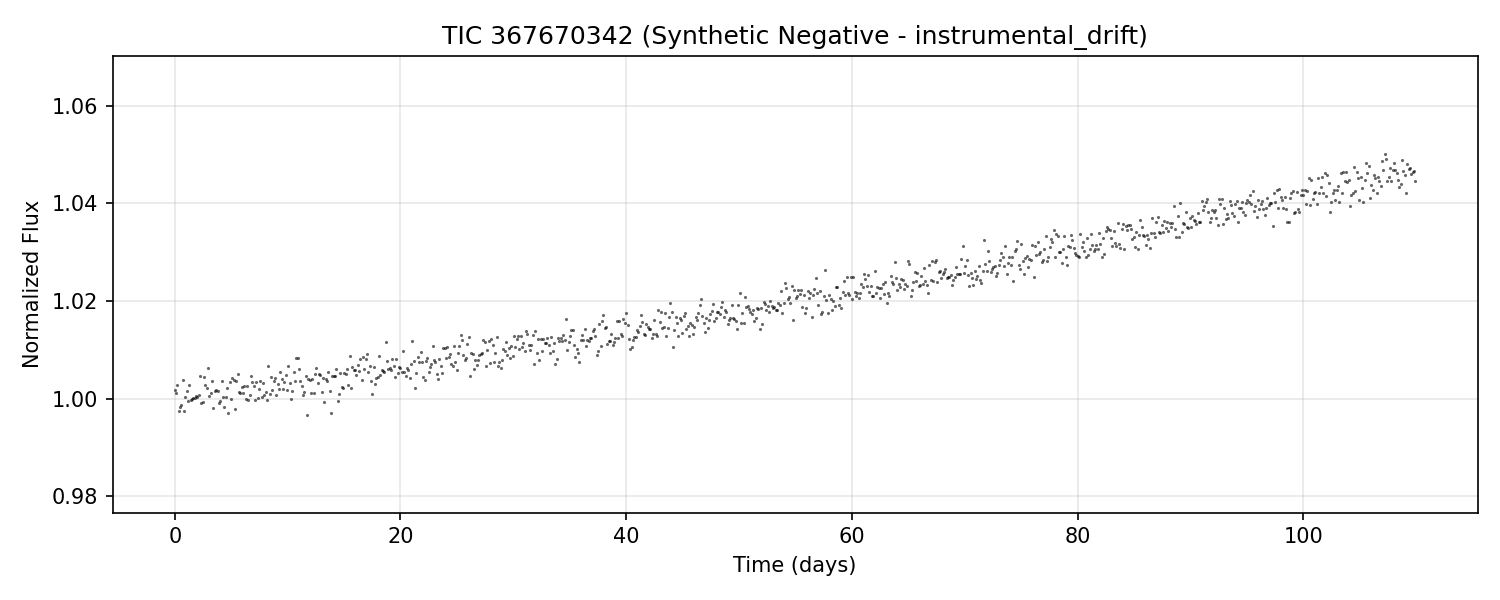 TIC 367670342 (Synthetic Negative - instrumental_drift)
1.06
1.04
1.02
1.00
0.98
Normalized Flux
0 20 40 60 80 100
Time (days)